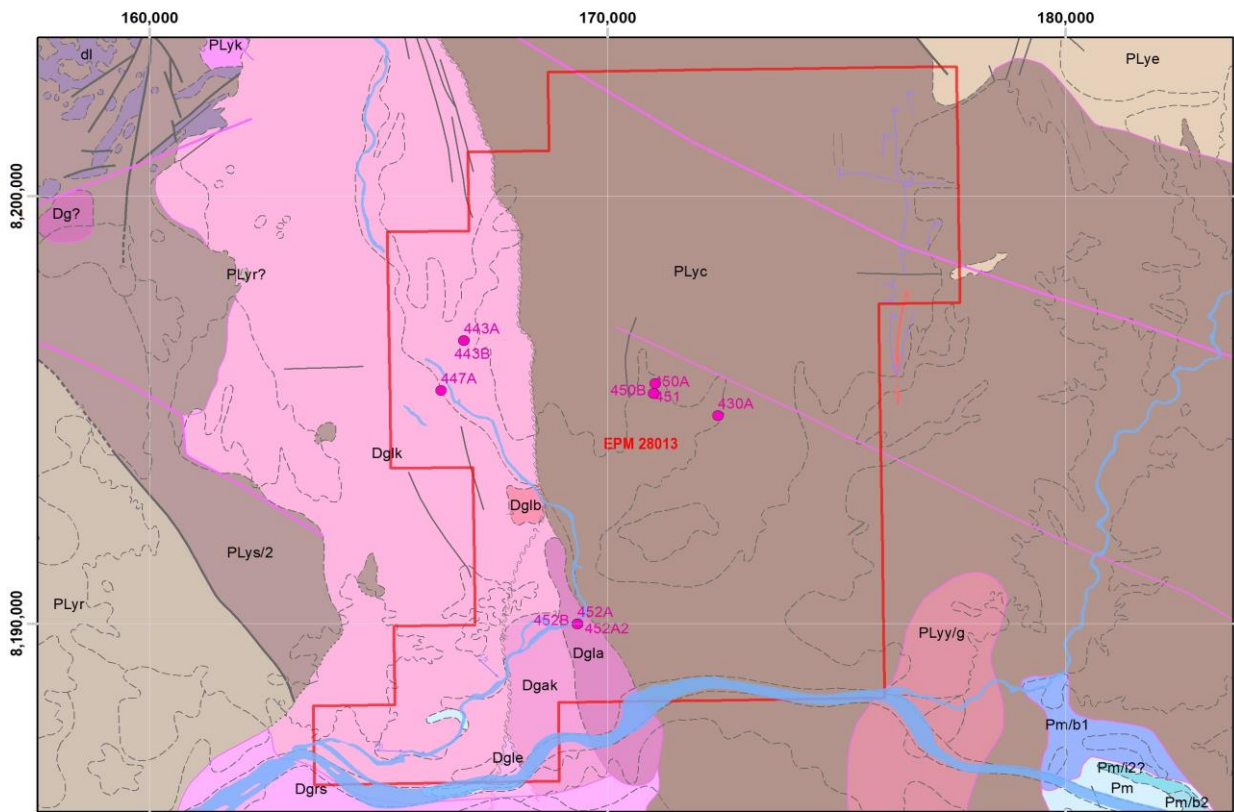 160,000
170,000
180,000
dl
PLyk
PLye
8,200,000
Dg?
PLyr?
PLyc
443A
443B
447A
450A
450B
451
430A
EPM 28013
Dglk
Dglb
PLys/2
PLyr
8,190,000
452A
452B
452A2
Dgla
PLyy/g
Dgak
Pm/b1
Dgle
Pm/i2?
Dgrs
Pm
Pm/b2